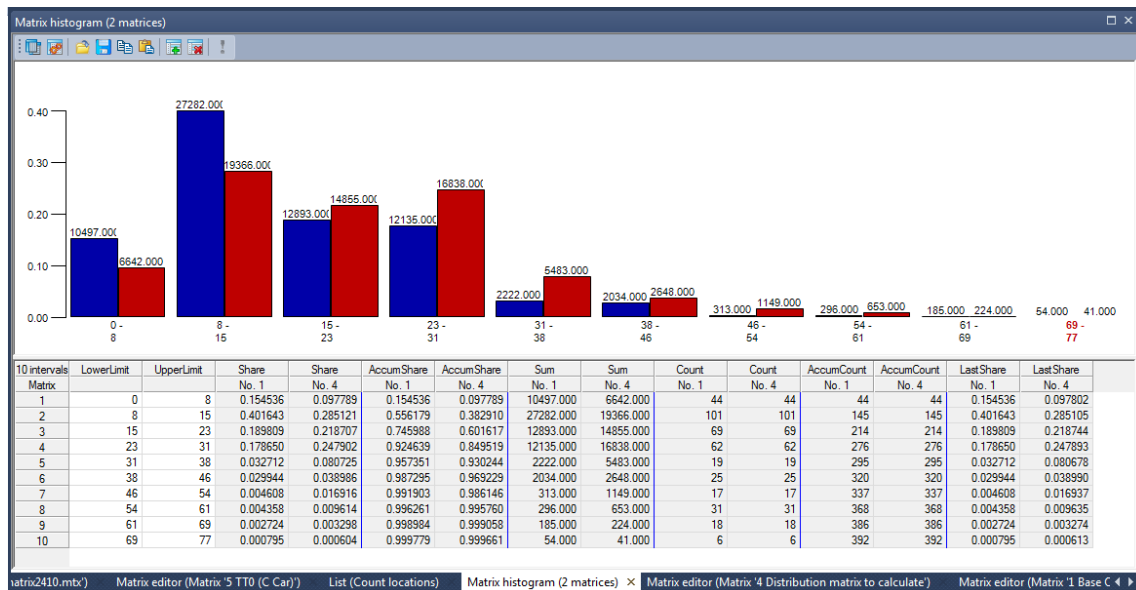 Matrix histogram (2 matrices)
0.40
0.30
0.20
0.10
0.00
10497.00(
6642.000
27282.00(
19366.00(
12893.00(
14855.00(
12135.00(
16838.00(
2222.000
5483.000
2034.000
2648.000
313.000
1149.000
296.000
653.000
185.000
224.000
54.000
41.000
0 - 8 - 15 - 23 - 31 - 38 - 46 - 54 - 61 - 69 -
8 15 23 31 38 46 54 61 69 77
10 intervals LowerLimit UpperLimit Share Share AccumShare AccumShare Sum Sum Count Count AccumCount AccumCount LastShare LastShare
Matrix No. 1 No. 4 No. 1 No. 4 No. 1 No. 4 No. 1 No. 4 No. 1 No. 4 No. 1 No. 4
1 0 8 0.154536 0.097789 0.154536 0.097789 10497.000 6642.000 44 44 44 44 0.154536 0.097802
2 8 15 0.401643 0.285121 0.556179 0.382910 27282.000 19366.000 101 101 145 145 0.401643 0.285105
3 15 23 0.189809 0.218707 0.745988 0.601617 12893.000 14855.000 69 69 214 214 0.189809 0.218744
4 23 31 0.178650 0.247902 0.924639 0.849519 12135.000 16838.000 62 62 276 276 0.178650 0.247893
5 31 38 0.032712 0.080725 0.957351 0.930244 2222.000 5483.000 19 19 295 295 0.032712 0.080678
6 38 46 0.029944 0.038986 0.987295 0.969229 2034.000 2648.000 25 25 320 320 0.029944 0.038990
7 46 54 0.004608 0.016916 0.991903 0.986146 313.000 1149.000 17 17 337 337 0.004608 0.016937
8 54 61 0.004358 0.009614 0.996261 0.995760 296.000 653.000 31 31 368 368 0.004358 0.009635
9 61 69 0.002724 0.003298 0.998984 0.999058 185.000 224.000 18 18 386 386 0.002724 0.003274
10 69 77 0.000795 0.000604 0.999779 0.999661 54.000 41.000 6 6 392 392 0.000795 0.000613
atrix2410.mtx') Matrix editor (Matrix '5 TT0 (C Car)') List (Count locations) Matrix histogram (2 matrices) × Matrix editor (Matrix '4 Distribution matrix to calculate') Matrix editor (Matrix '1 Base C